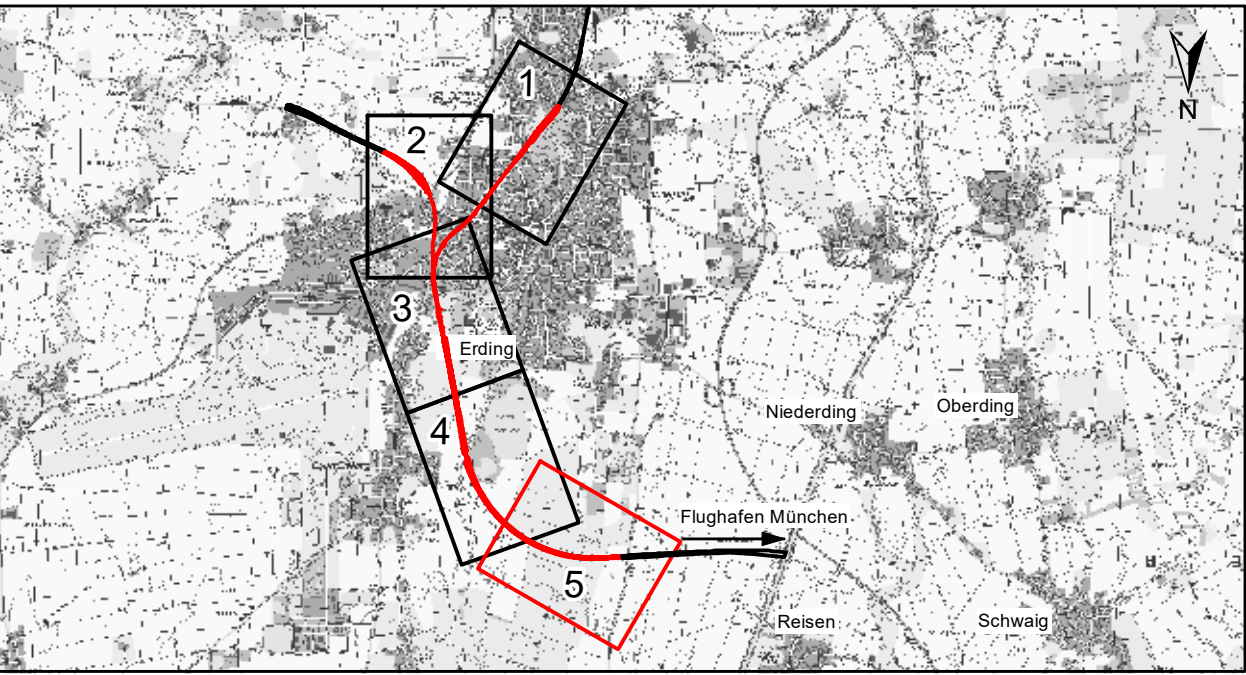 1
N
2
3
Erding
Niederding
Oberding
4
Flughafen München
5
Reisen
Schwaig